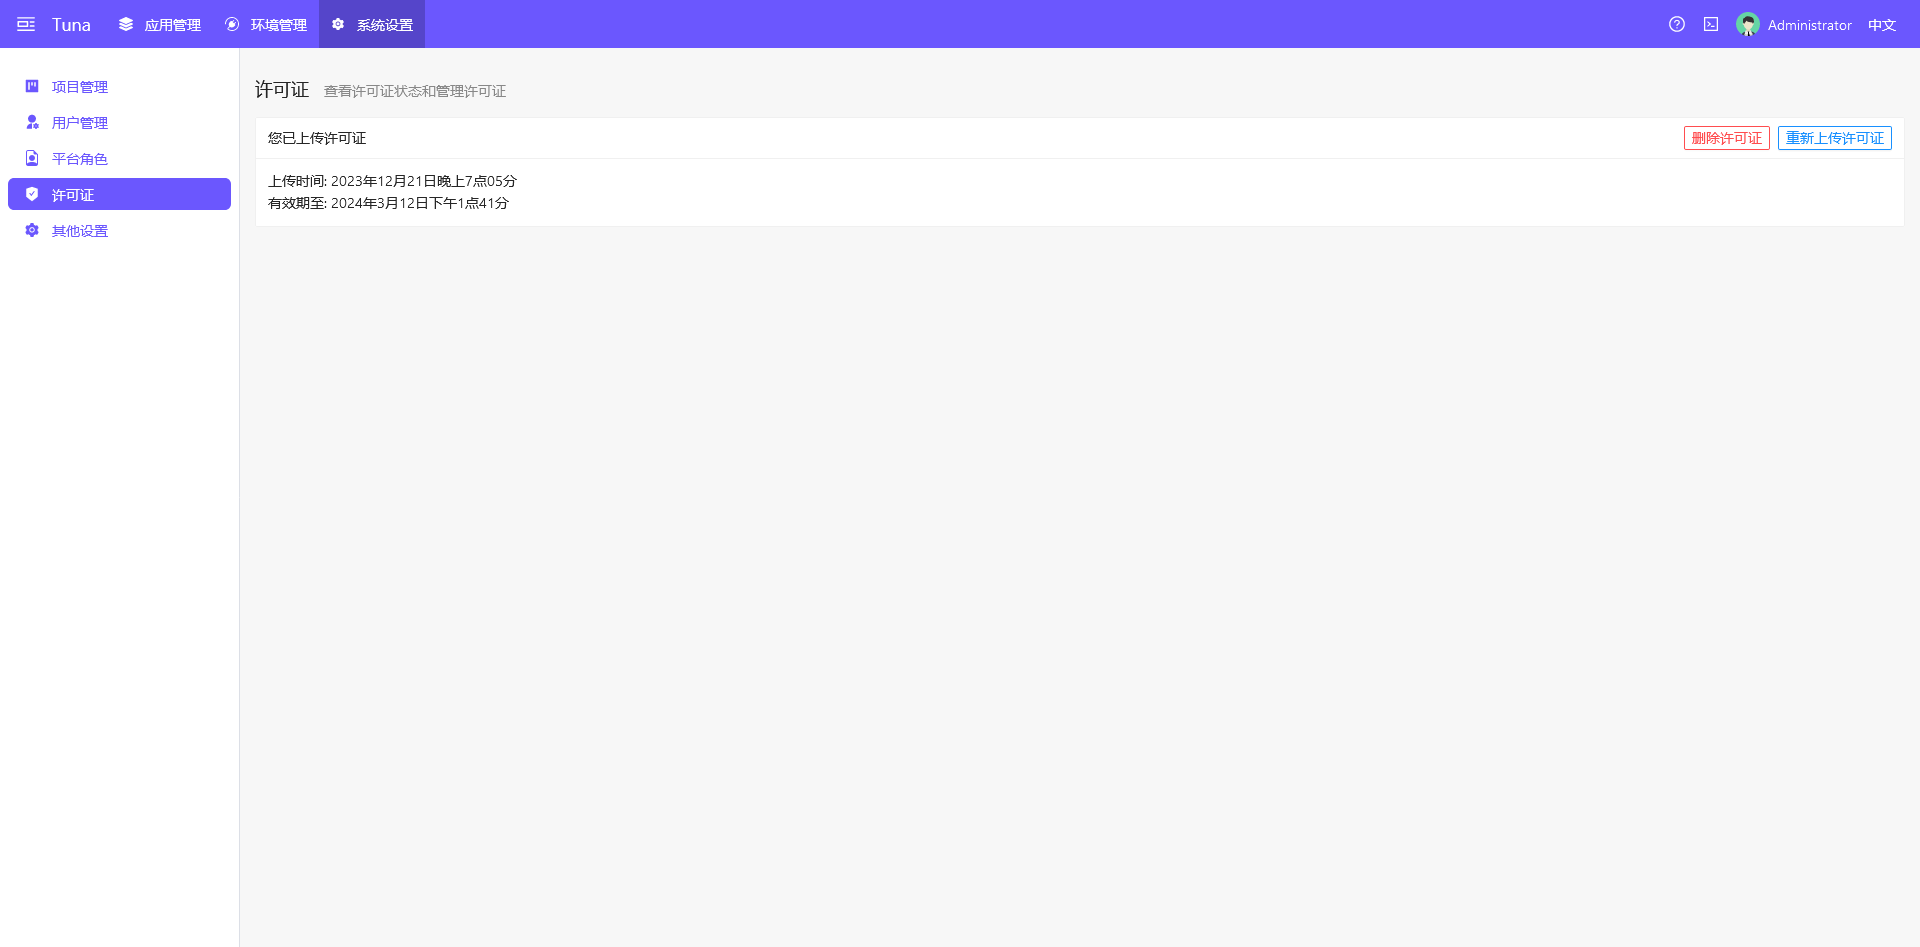 Tuna 应用管理 环境管理 系统设置 Administrator 中文
项目管理
用户管理
平台角色
许可证
其他设置
许可证 查看许可证状态和管理许可证
您已上传许可证 删除许可证 重新上传许可证
上传时间: 2023年12月21日晚上7点05分
有效期至: 2024年3月12日下午1点41分